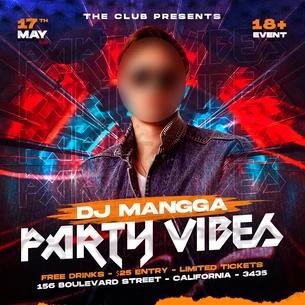 THE CLUB PRESENTS
17TH
MAY
18+
EVENT
DJ MANGGA
PARTY VIBES
FREE DRINKS - $25 ENTRY - LIMITED TICKETS
156 BOULEVARD STREET - CALIFORNIA - 3435